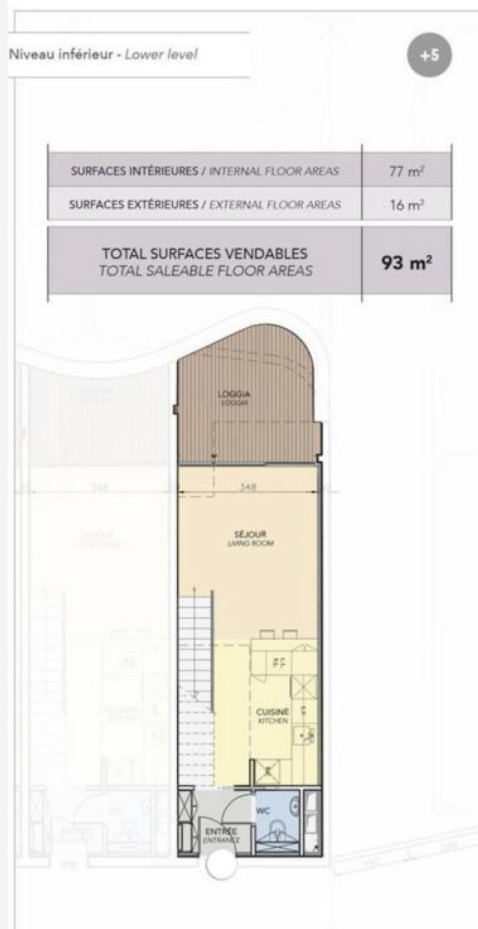 Niveau inférieur - Lower level
+5
SURFACES INTÉRIEURES / INTERNAL FLOOR AREAS 77 m²
SURFACES EXTÉRIEURES / EXTERNAL FLOOR AREAS 16 m²
TOTAL SURFACES VENDABLES
TOTAL SALEABLE FLOOR AREAS
93 m²
LOGGIA
LOGGIA
348
348
SÉJOUR
LIVING ROOM
CUISINE
KITCHEN
WC
ENTRÉE
ENTRANCE